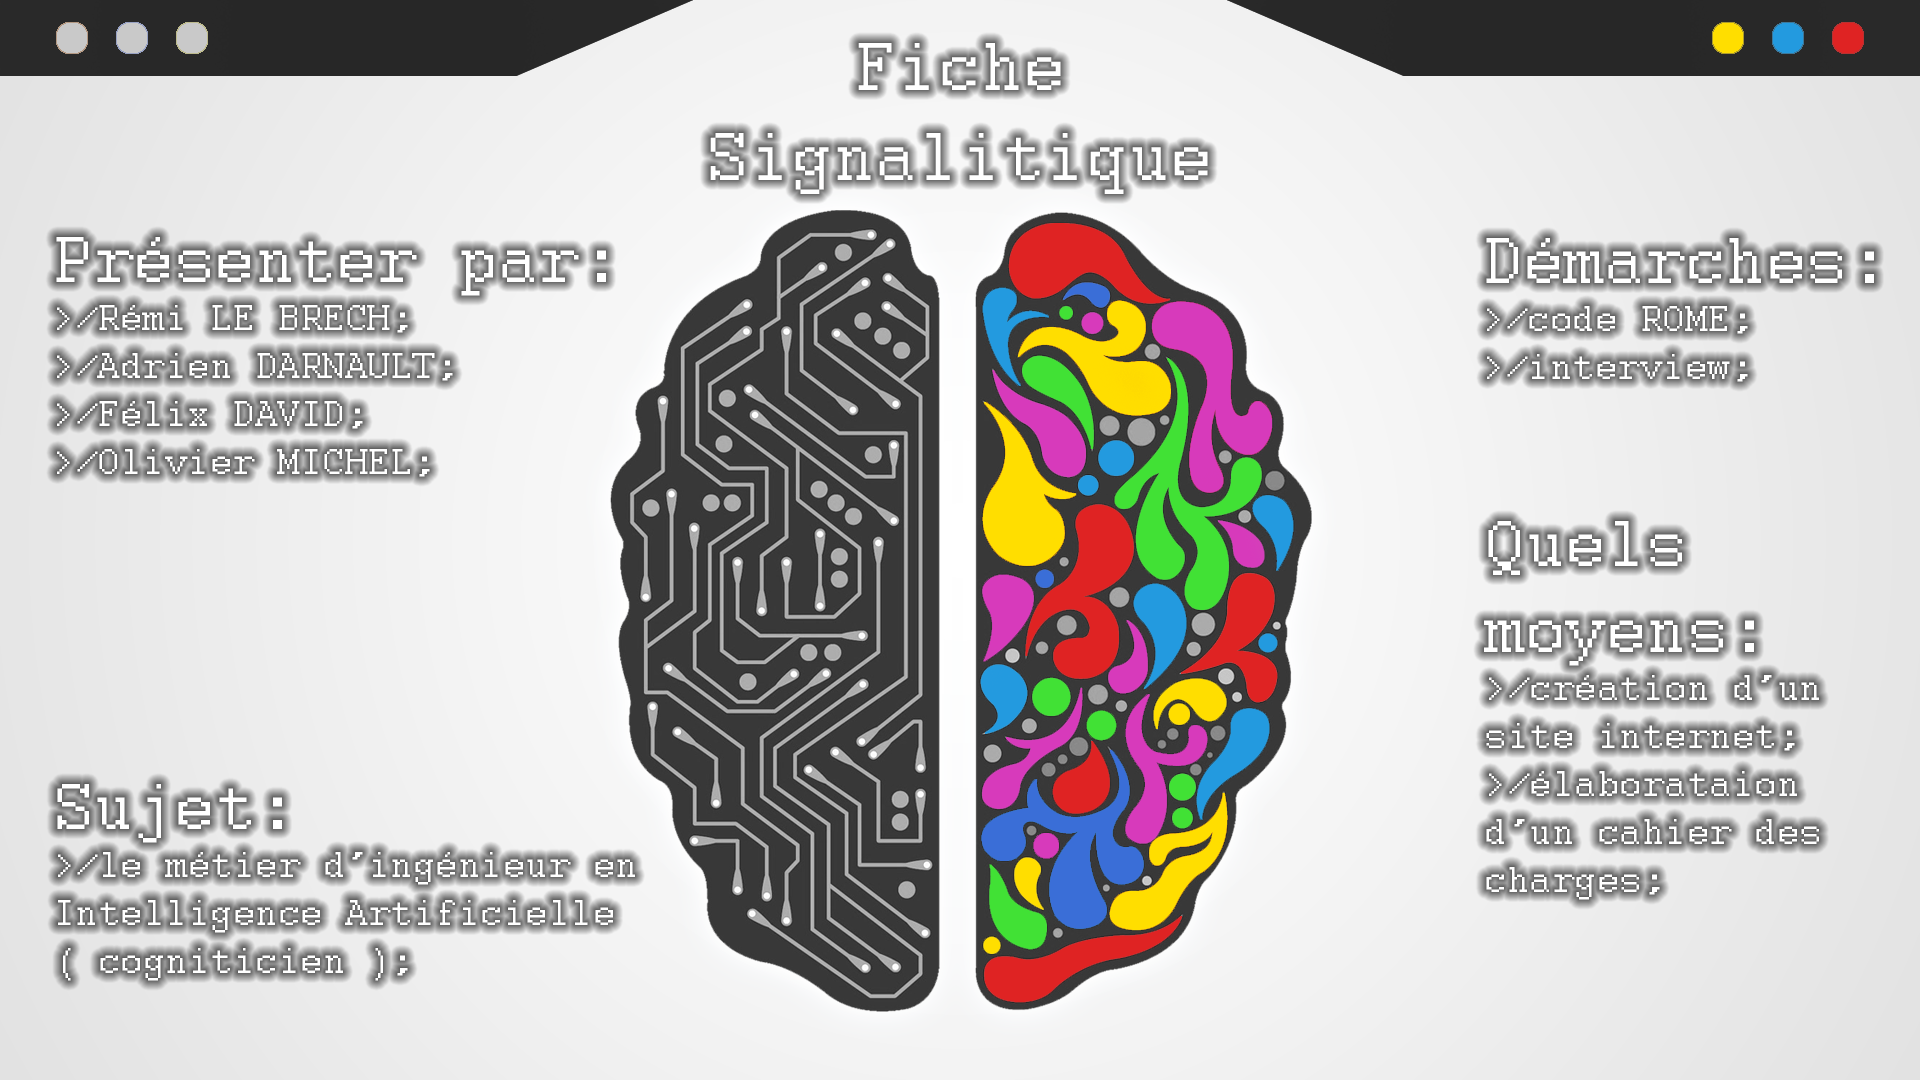 Fiche
Signalitique
Présenter par:
>/Rémi LE BRECH;
>/Adrien DARNAULT;
>/Félix DAVID;
>/Olivier MICHEL;
Sujet:
>/le métier d'ingénieur en
Intelligence Artificielle
( cogniticien );
Démarches:
>/code ROME;
>/interview;
Quels
moyens:
>/création d'un
site internet;
>/élaborataion
d'un cahier des
charges;